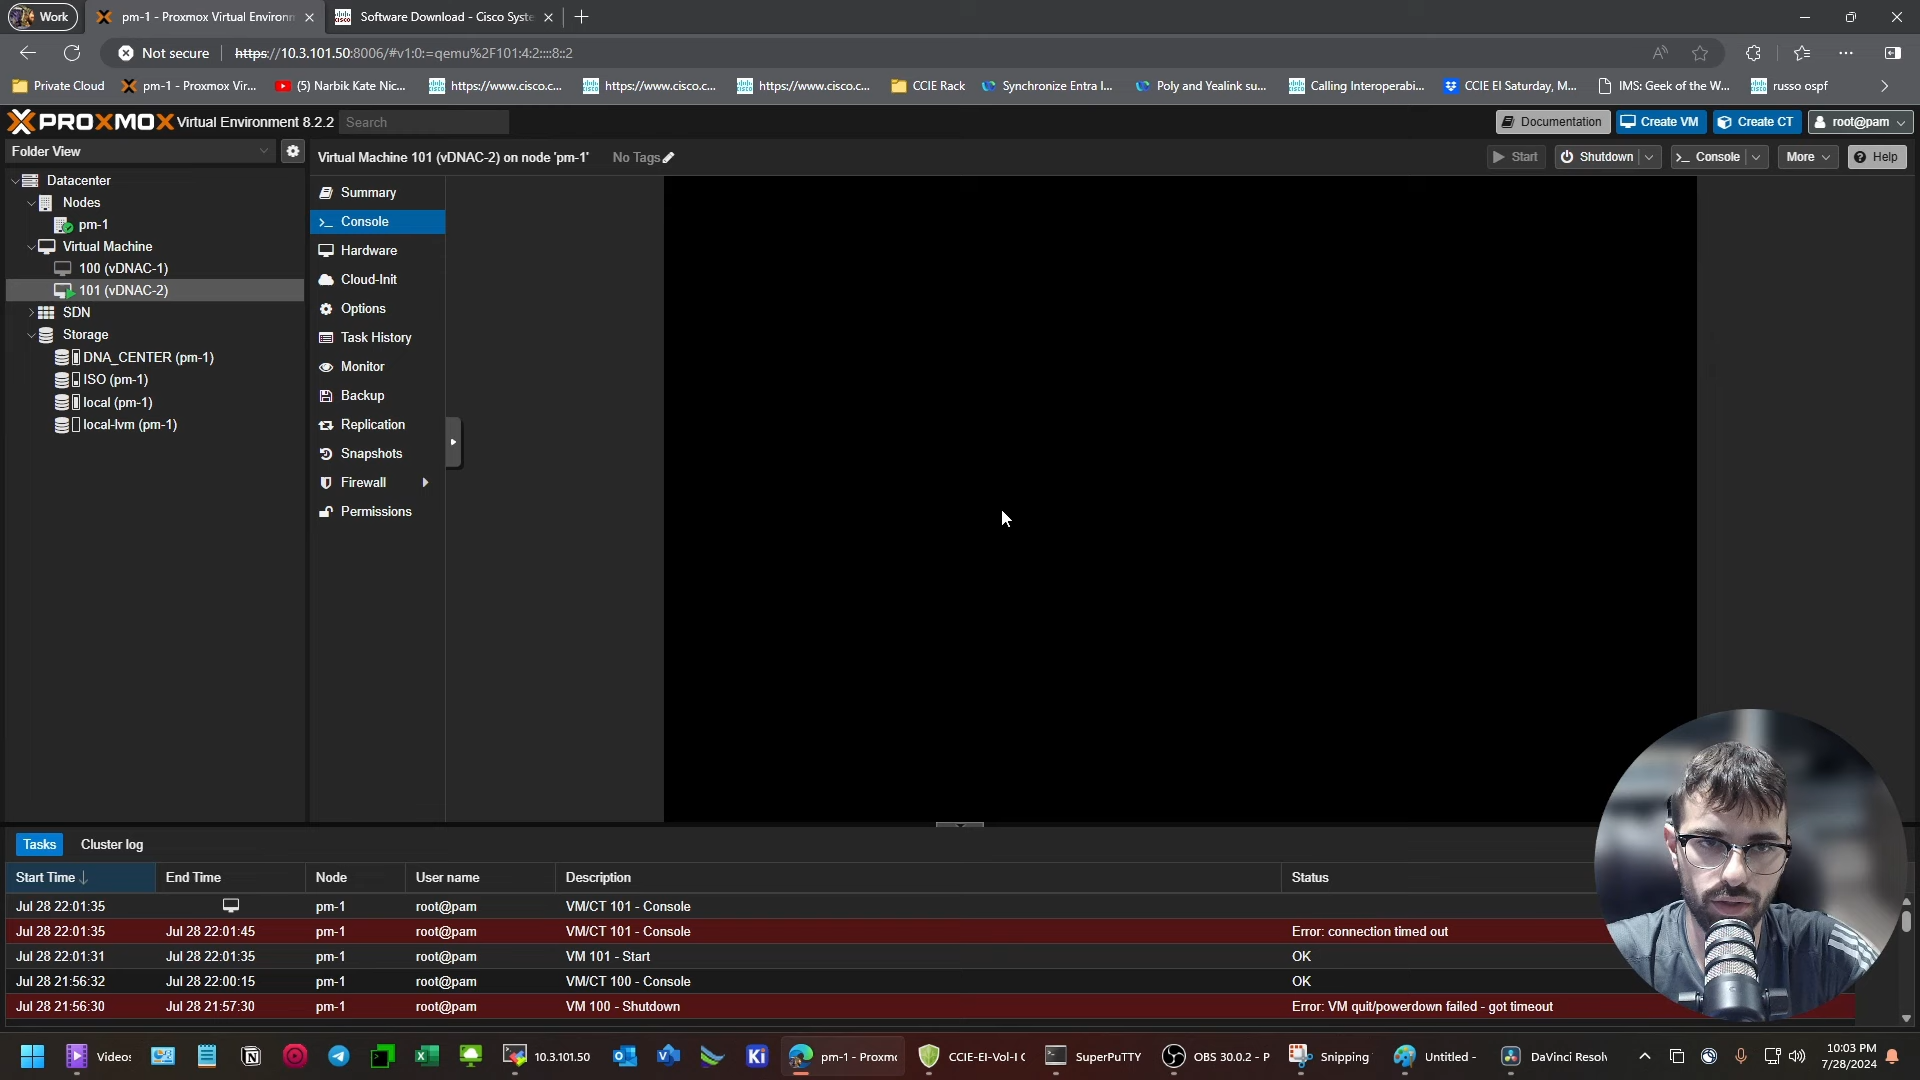 Work
pm-1 - Proxmox Virtual Environm
Software Download - Cisco Syste
Not secure
https://10.3.101.50:8006/#v1:0:=qemu%2F101:4:2::::8::2
Private Cloud
pm-1 - Proxmox Vir...
(5) Narbik Kate Nic...
https://www.cisco.c...
https://www.cisco.c...
https://www.cisco.c...
CCIE Rack
Synchronize Entra I...
Poly and Yealink su...
Calling Interoperabi...
CCIE EI Saturday, M...
IMS: Geek of the W...
russo ospf
PROXMOX Virtual Environment 8.2.2
Search
Documentation
Create VM
Create CT
root@pam
Folder View
Virtual Machine 101 (vDNAC-2) on node 'pm-1'
No Tags
Start
Shutdown
Console
More
Help
Datacenter
Nodes
pm-1
Virtual Machine
100 (vDNAC-1)
101 (vDNAC-2)
SDN
Storage
DNA_CENTER (pm-1)
ISO (pm-1)
local (pm-1)
local-lvm (pm-1)
Summary
Console
Hardware
Cloud-Init
Options
Task History
Monitor
Backup
Replication
Snapshots
Firewall
Permissions
Tasks
Cluster log
Start Time End Time Node User name Description Status
Jul 28 22:01:35 pm-1 root@pam VM/CT 101 - Console
Jul 28 22:01:35 Jul 28 22:01:45 pm-1 root@pam VM/CT 101 - Console Error: connection timed out
Jul 28 22:01:31 Jul 28 22:01:35 pm-1 root@pam VM 101 - Start OK
Jul 28 21:56:32 Jul 28 22:00:15 pm-1 root@pam VM/CT 100 - Console OK
Jul 28 21:56:30 Jul 28 21:57:30 pm-1 root@pam VM 100 - Shutdown Error: VM quit/powerdown failed - got timeout
Videos
10.3.101.50
Ki
pm-1 - Proxmo
CCIE-EI-Vol-I
SuperPuTTY
OBS 30.0.2 - P
Snipping
Untitled -
DaVinci Resolv
10:03 PM
7/28/2024